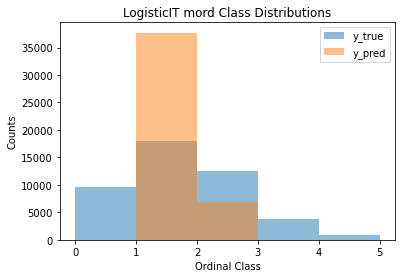 LogisticIT mord Class Distributions
y_true
y_pred
35000
30000
25000
20000
15000
10000
5000
0
Counts
0 1 2 3 4 5
Ordinal Class